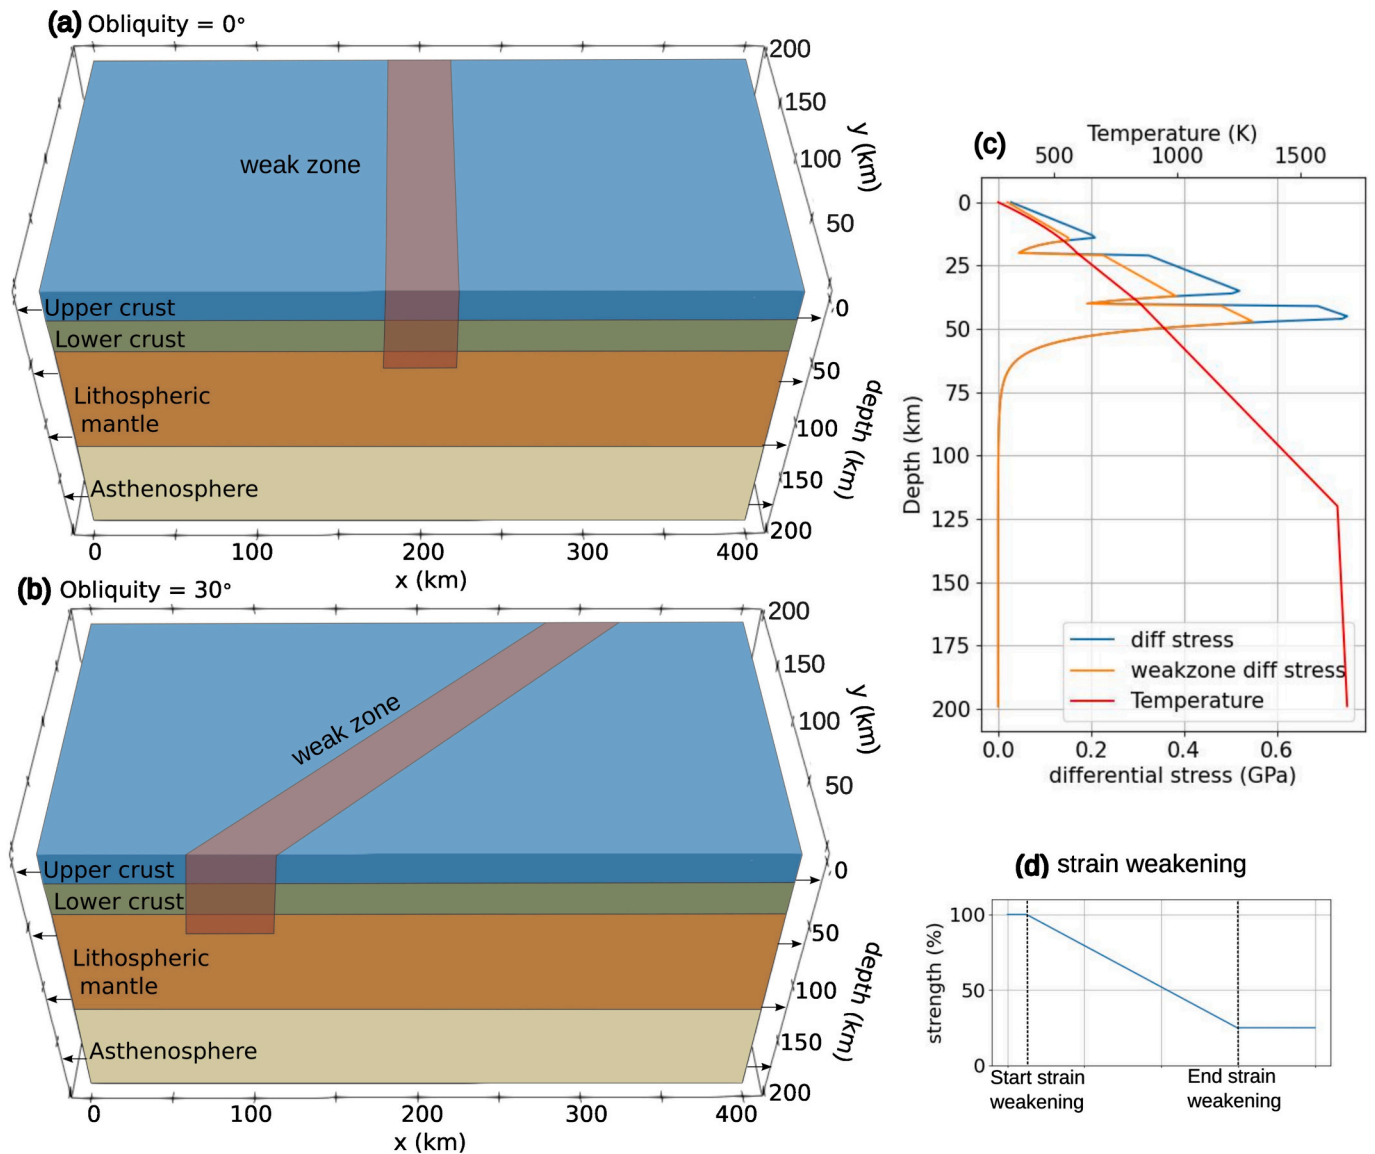 (a) Obliquity = 0°
200
150
100
50
0
y (km)
weak zone
Upper crust
Lower crust
Lithospheric
mantle
Asthenosphere
50
100
150
200
depth (km)
0
100
200
300
400
x (km)
(b) Obliquity = 30°
200
150
100
50
0
y (km)
weak zone
Upper crust
Lower crust
Lithospheric
mantle
Asthenosphere
50
100
150
200
depth (km)
0
100
200
300
400
x (km)
(c)
Temperature (K)
500
1000
1500
0
25
50
75
100
125
150
175
200
Depth (km)
diff stress
weakzone diff stress
Temperature
0.0
0.2
0.4
0.6
differential stress (GPa)
(d) strain weakening
100
50
0
strength (%)
Start strain
weakening
End strain
weakening